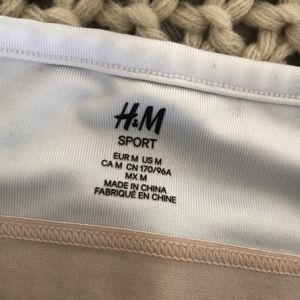 H&M
SPORT
EUR M US M
CA M CN 170/96A
MX M
MADE IN CHINA
FABRIQUÉ EN CHINE